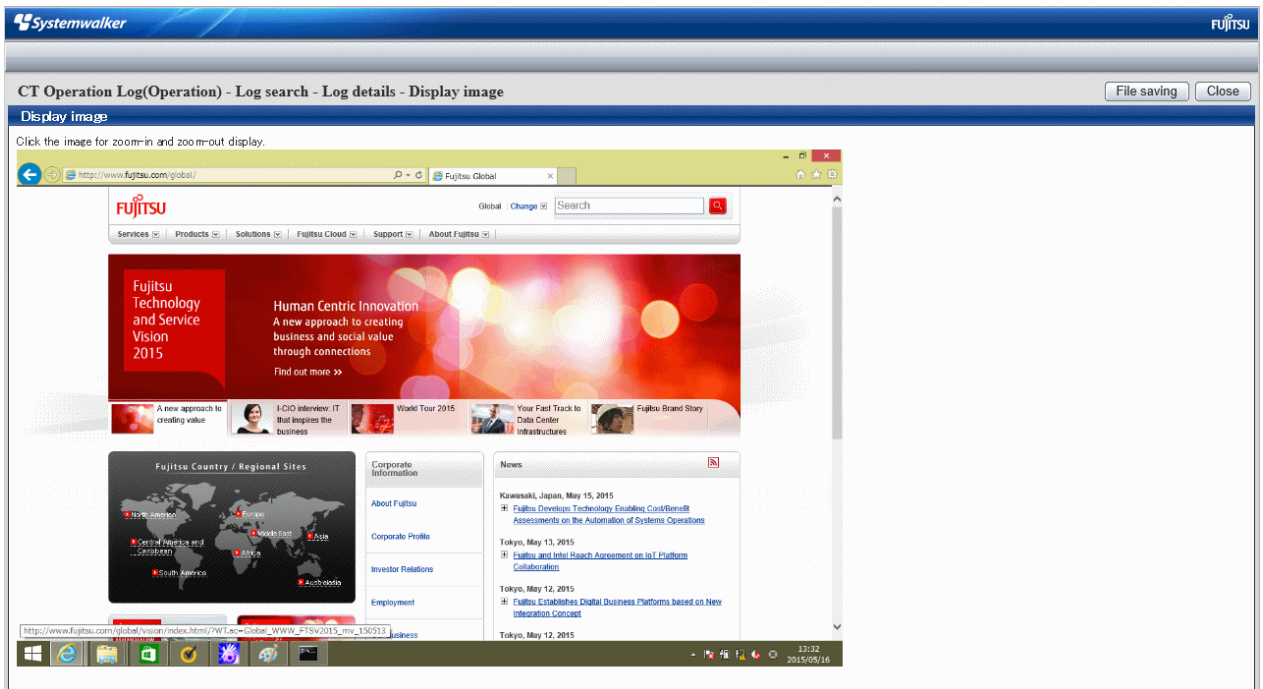 Systemwalker
FUJITSU
CT Operation Log(Operation) - Log search - Log details - Display image
File saving
Close
Display image
Click the image for zoom-in and zoom-out display.
http://www.fujitsu.com/global/
Fujitsu Global
FUJITSU
Global
Change
Search
Services
Products
Solutions
Fujitsu Cloud
Support
About Fujitsu
Fujitsu
Technology
and Service
Vision
2015
Human Centric Innovation
A new approach to creating
business and social value
through connections
Find out more >>
A new approach to
creating value
I-CIO interview: IT
that inspires the
business
World Tour 2015
Your Fast Track to
Data Center
Infrastructures
Fujitsu Brand Story
Fujitsu Country / Regional Sites
North America
Europe
Middle East
Asia
Central America and
Caribbean
Africa
South America
Australasia
Corporate
Information
About Fujitsu
Corporate Profile
Investor Relations
Employment
News
Kawasaki, Japan, May 15, 2015
Fujitsu Develops Technology Enabling Cost/Benefit
Assessments on the Automation of Systems Operations
Tokyo, May 13, 2015
Fujitsu and Intel Reach Agreement on IoT Platform
Collaboration
Tokyo, May 12, 2015
Fujitsu Establishes Digital Business Platforms based on New
Integration Concept
Tokyo, May 12, 2015
http://www.fujitsu.com/global/vision/index.html/?WT.ac=Global_WWW_FTSV2015_mv_150513
13:32
2015/05/16